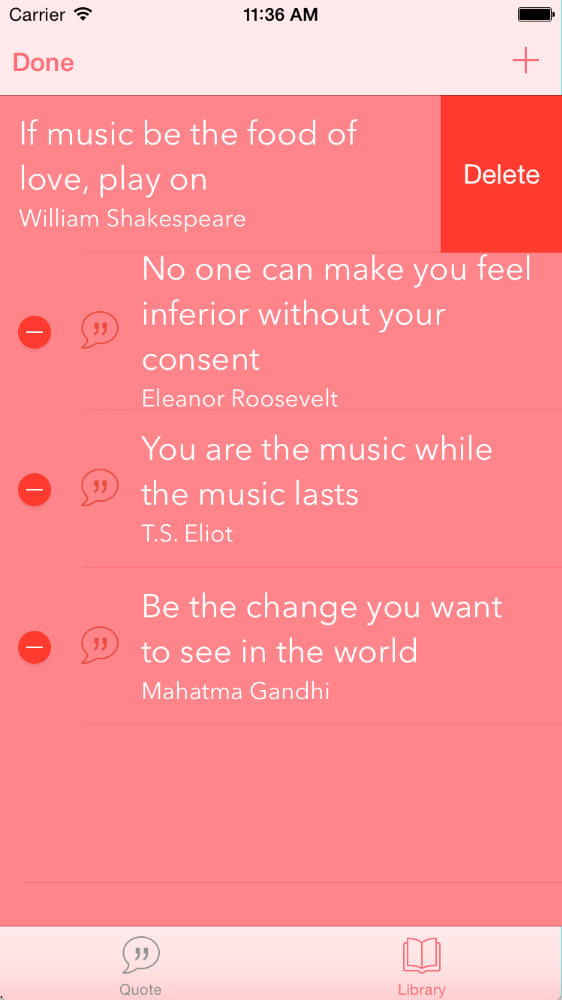 Carrier 11:36 AM
Done
If music be the food of
love, play on
William Shakespeare
Delete
No one can make you feel
inferior without your
consent
Eleanor Roosevelt
You are the music while
the music lasts
T.S. Eliot
Be the change you want
to see in the world
Mahatma Gandhi
Quote
Library